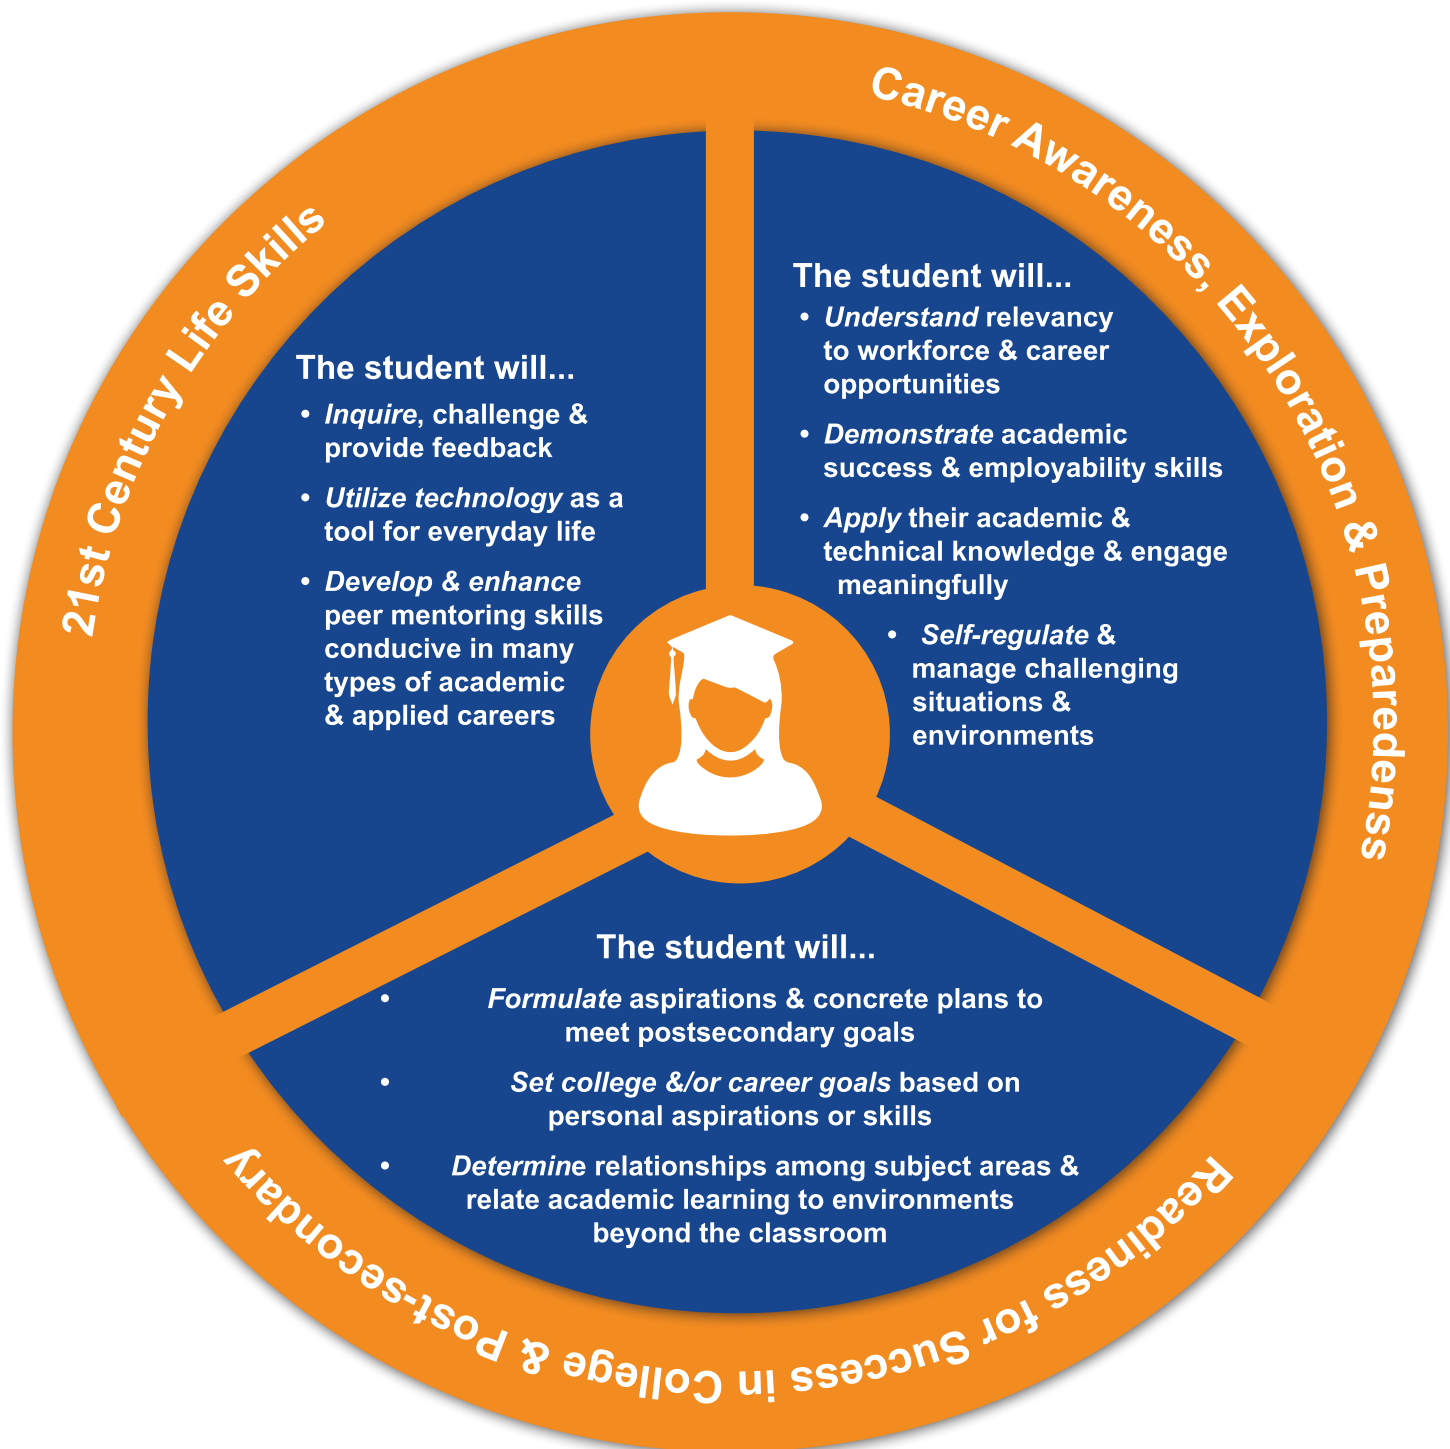 21st Century Life Skills
The student will...
• Inquire, challenge &
provide feedback
• Utilize technology as a
tool for everyday life
• Develop & enhance
peer mentoring skills
conducive in many
types of academic
& applied careers
Career Awareness, Exploration & Preparedenss
The student will...
• Understand relevancy
to workforce & career
opportunities
• Demonstrate academic
success & employability skills
• Apply their academic &
technical knowledge & engage
meaningfully
• Self-regulate &
manage challenging
situations &
environments
The student will...
• Formulate aspirations & concrete plans to
meet postsecondary goals
• Set college &/or career goals based on
personal aspirations or skills
• Determine relationships among subject areas &
relate academic learning to environments
beyond the classroom
Readiness for Success in College & Post-secondary